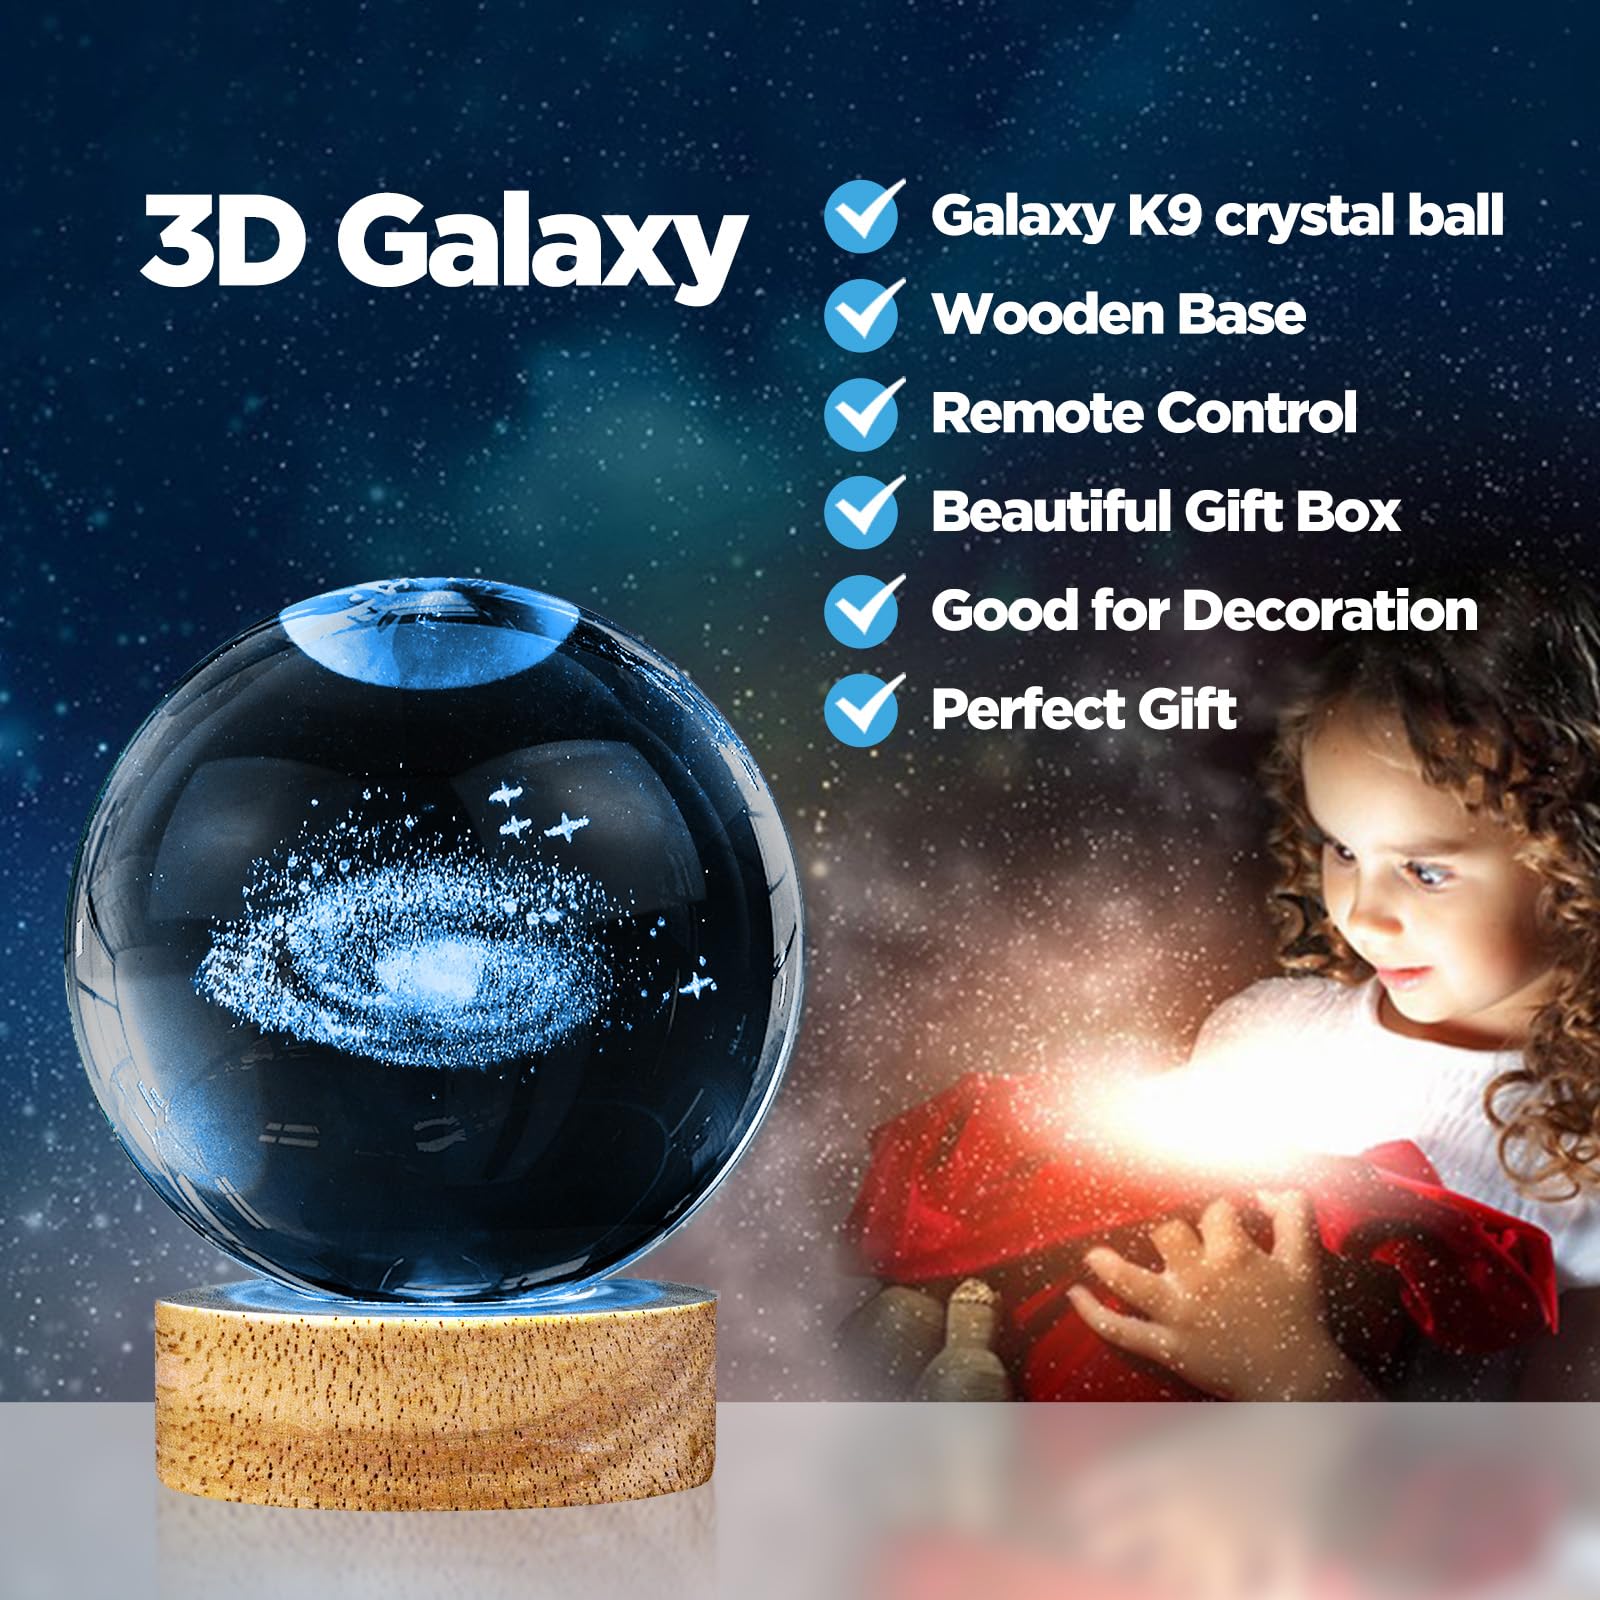 3D Galaxy
Galaxy K9 crystal ball
Wooden Base
Remote Control
Beautiful Gift Box
Good for Decoration
Perfect Gift